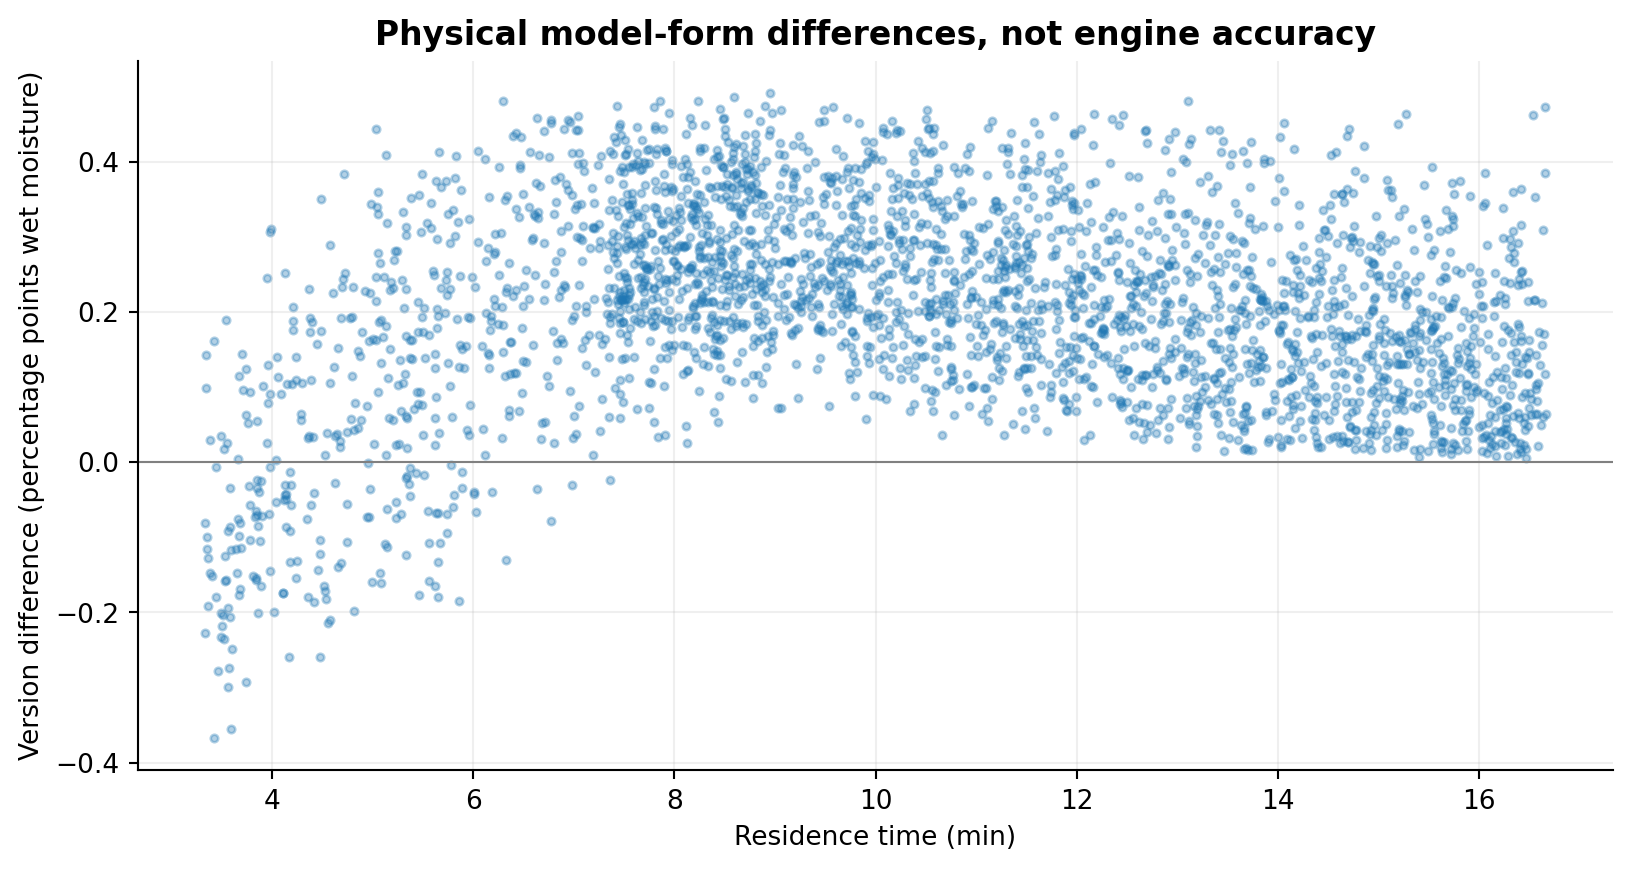 Physical model-form differences, not engine accuracy
Version difference (percentage points wet moisture)
0.4
0.2
0.0
−0.2
−0.4
4 6 8 10 12 14 16
Residence time (min)